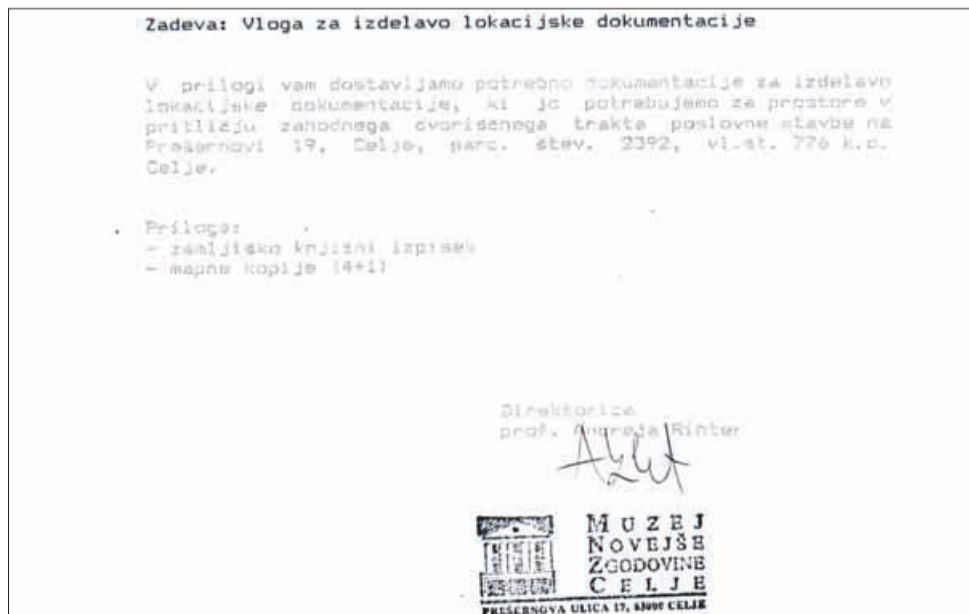 Zadeva: Vloga za izdelavo lokacijske dokumentacije
V prilogi vam dostavljamo potrebno dokumentacije za izdelavo
lokacijske dokumentacije, ki jo potrebujemo za prostore v
pritličju zahodnega dvoriščnega trakta poslovne stavbe na
Prešernovi 19, Celje, parc. štev. 2392, vl.št. 776 k.o.
Celje.
Priloga:
- zemljiško knjižni izpisek
- mapne kopije (4+1)
Direktorica
prof. Andreja Rihter
MUZEJ
NOVEJŠE
ZGODOVINE
CELJE
PREŠERNOVA ULICA 17, 63000 CELJE